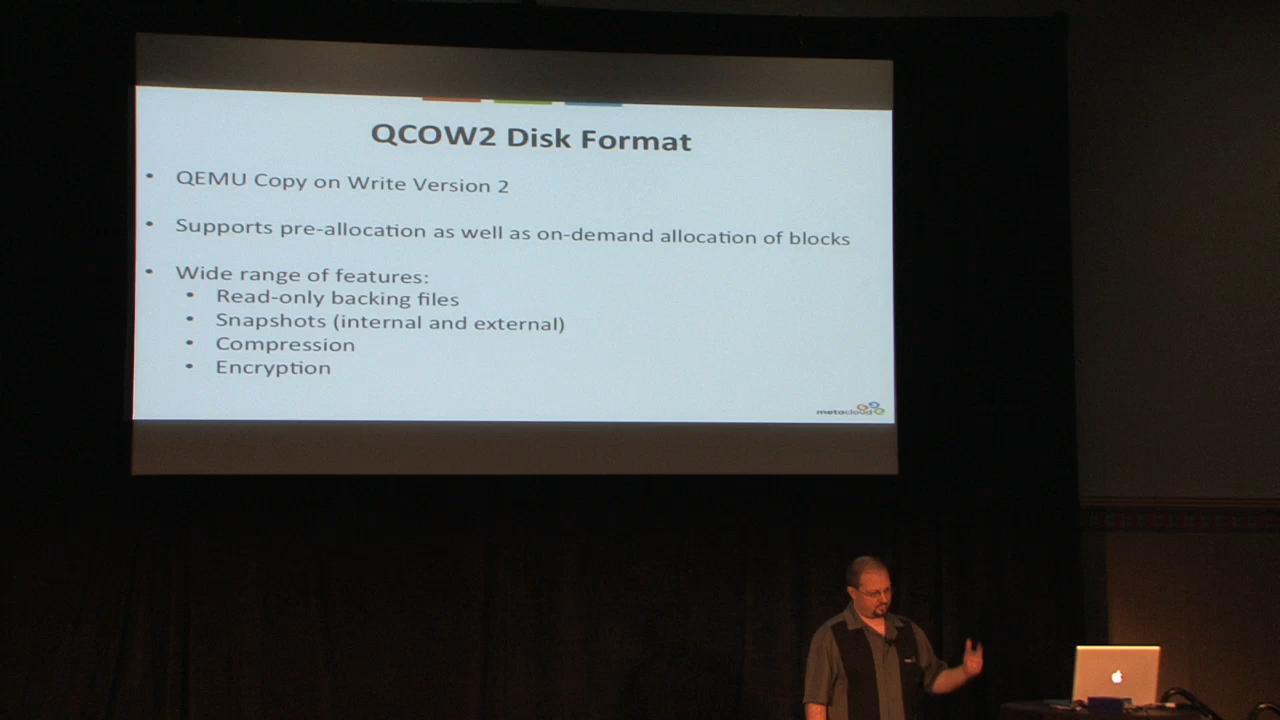 QCOW2 Disk Format
• QEMU Copy on Write Version 2
• Supports pre-allocation as well as on-demand allocation of blocks
• Wide range of features:
• Read-only backing files
• Snapshots (internal and external)
• Compression
• Encryption
metacloud